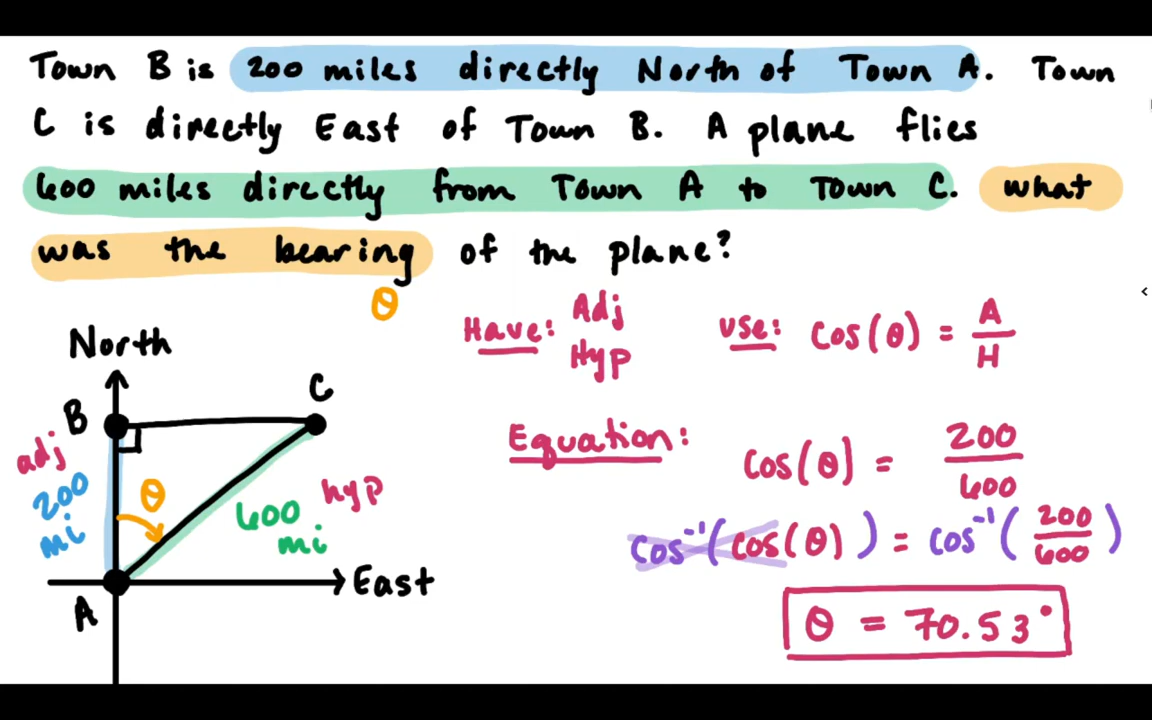 Town B is 200 miles directly North of Town A. Town
C is directly East of Town B. A plane flies
600 miles directly from Town A to Town C. what
was the bearing of the plane?
θ
North
B
C
adj
200
mi
θ
600
mi
hyp
A
East
Have: Adj
Hyp
Use: cos(θ) = A/H
Equation:
cos(θ) = 200/600
cos⁻¹(cos(θ)) = cos⁻¹(200/600)
θ = 70.53°